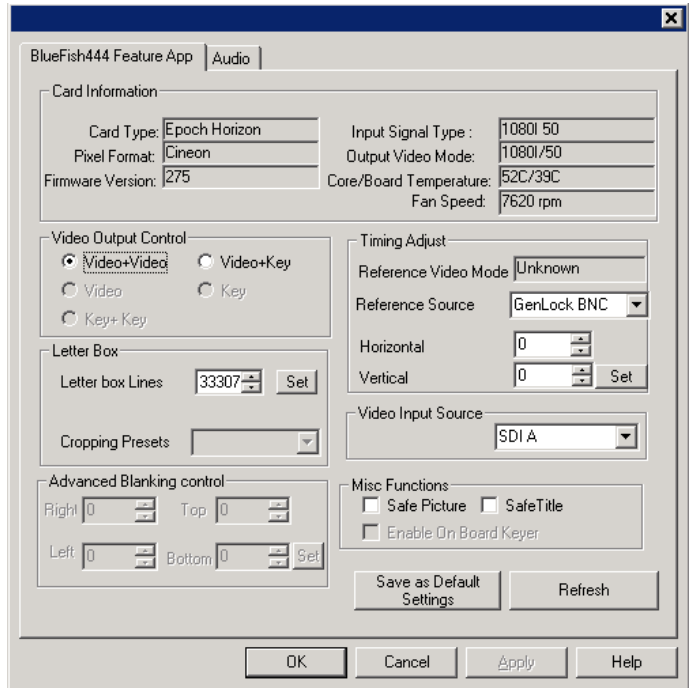 BlueFish444 Feature App
Audio
Card Information
Card Type: Epoch Horizon
Pixel Format: Cineon
Firmware Version: 275
Input Signal Type : 1080I 50
Output Video Mode: 1080I/50
Core/Board Temperature: 52C/39C
Fan Speed: 7620 rpm
Video Output Control
Video+Video
Video+Key
Video
Key
Key+ Key
Timing Adjust
Reference Video Mode Unknown
Reference Source GenLock BNC
Horizontal 0
Vertical 0 Set
Letter Box
Letter box Lines 33307 Set
Cropping Presets
Video Input Source
SDI A
Advanced Blanking control
Right 0 Top 0
Left 0 Bottom 0 Set
Misc Functions
Safe Picture SafeTitle
Enable On Board Keyer
Save as Default
Settings
Refresh
OK Cancel Apply Help